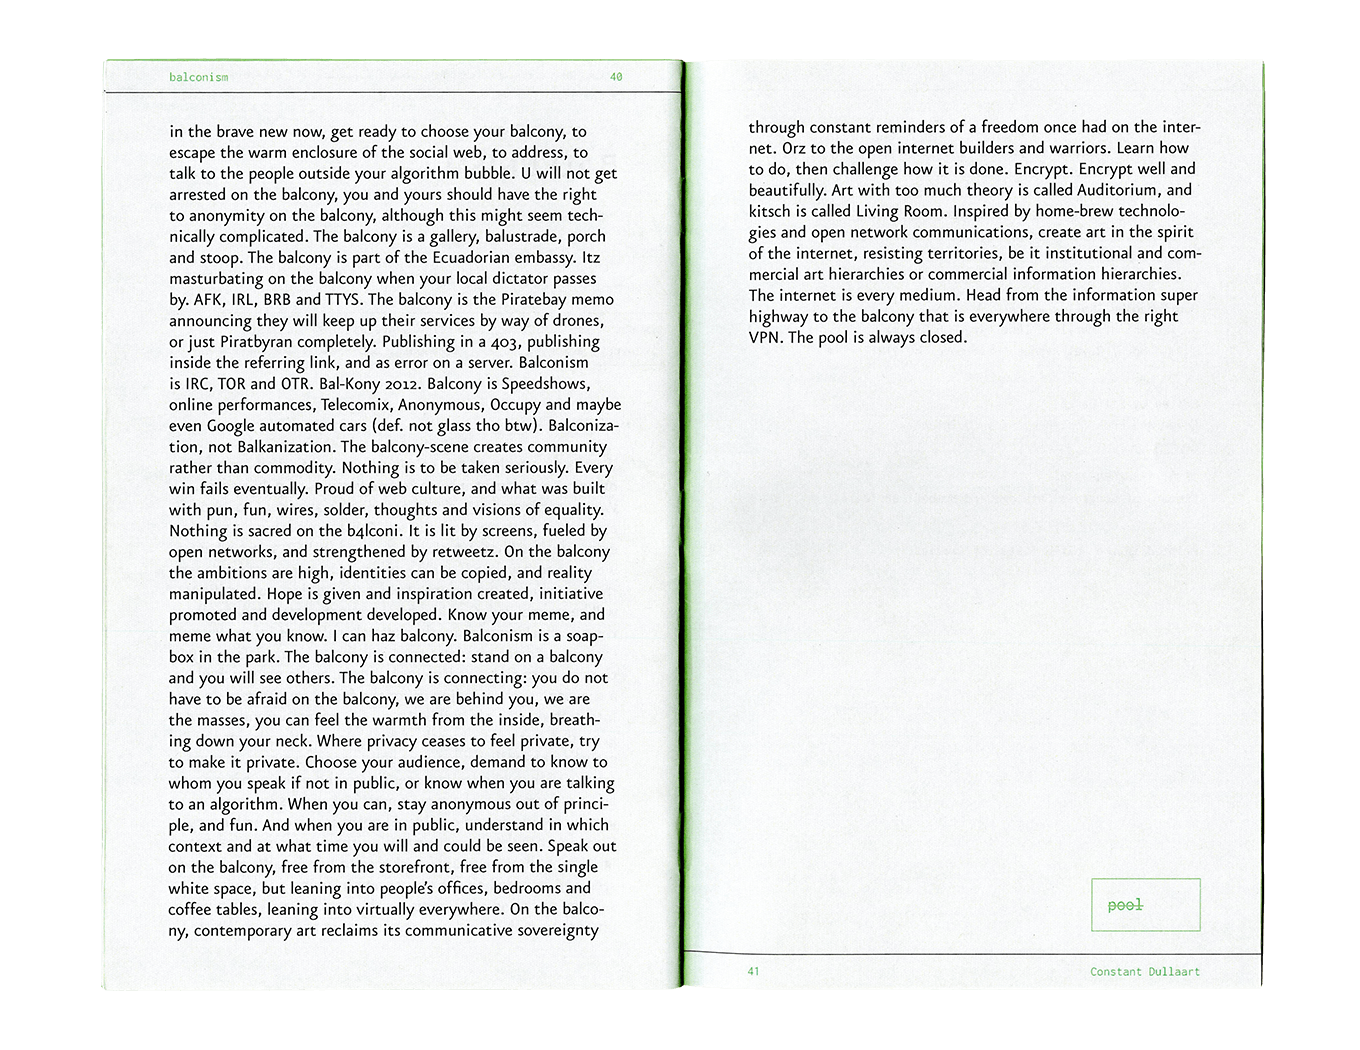 balconism 40
in the brave new now, get ready to choose your balcony, to
escape the warm enclosure of the social web, to address, to
talk to the people outside your algorithm bubble. U will not get
arrested on the balcony, you and yours should have the right
to anonymity on the balcony, although this might seem tech-
nically complicated. The balcony is a gallery, balustrade, porch
and stoop. The balcony is part of the Ecuadorian embassy. Itz
masturbating on the balcony when your local dictator passes
by. AFK, IRL, BRB and TTYS. The balcony is the Piratebay memo
announcing they will keep up their services by way of drones,
or just Piratbyran completely. Publishing in a 403, publishing
inside the referring link, and as error on a server. Balconism
is IRC, TOR and OTR. Bal-Kony 2012. Balcony is Speedshows,
online performances, Telecomix, Anonymous, Occupy and maybe
even Google automated cars (def. not glass tho btw). Balconiza-
tion, not Balkanization. The balcony-scene creates community
rather than commodity. Nothing is to be taken seriously. Every
win fails eventually. Proud of web culture, and what was built
with pun, fun, wires, solder, thoughts and visions of equality.
Nothing is sacred on the b4lconi. It is lit by screens, fueled by
open networks, and strengthened by retweetz. On the balcony
the ambitions are high, identities can be copied, and reality
manipulated. Hope is given and inspiration created, initiative
promoted and development developed. Know your meme, and
meme what you know. I can haz balcony. Balconism is a soap-
box in the park. The balcony is connected: stand on a balcony
and you will see others. The balcony is connecting: you do not
have to be afraid on the balcony, we are behind you, we are
the masses, you can feel the warmth from the inside, breath-
ing down your neck. Where privacy ceases to feel private, try
to make it private. Choose your audience, demand to know to
whom you speak if not in public, or know when you are talking
to an algorithm. When you can, stay anonymous out of princi-
ple, and fun. And when you are in public, understand in which
context and at what time you will and could be seen. Speak out
on the balcony, free from the storefront, free from the single
white space, but leaning into people's offices, bedrooms and
coffee tables, leaning into virtually everywhere. On the balco-
ny, contemporary art reclaims its communicative sovereignty
through constant reminders of a freedom once had on the inter-
net. Orz to the open internet builders and warriors. Learn how
to do, then challenge how it is done. Encrypt. Encrypt well and
beautifully. Art with too much theory is called Auditorium, and
kitsch is called Living Room. Inspired by home-brew technolo-
gies and open network communications, create art in the spirit
of the internet, resisting territories, be it institutional and com-
mercial art hierarchies or commercial information hierarchies.
The internet is every medium. Head from the information super
highway to the balcony that is everywhere through the right
VPN. The pool is always closed.
pool
41 Constant Dullaart